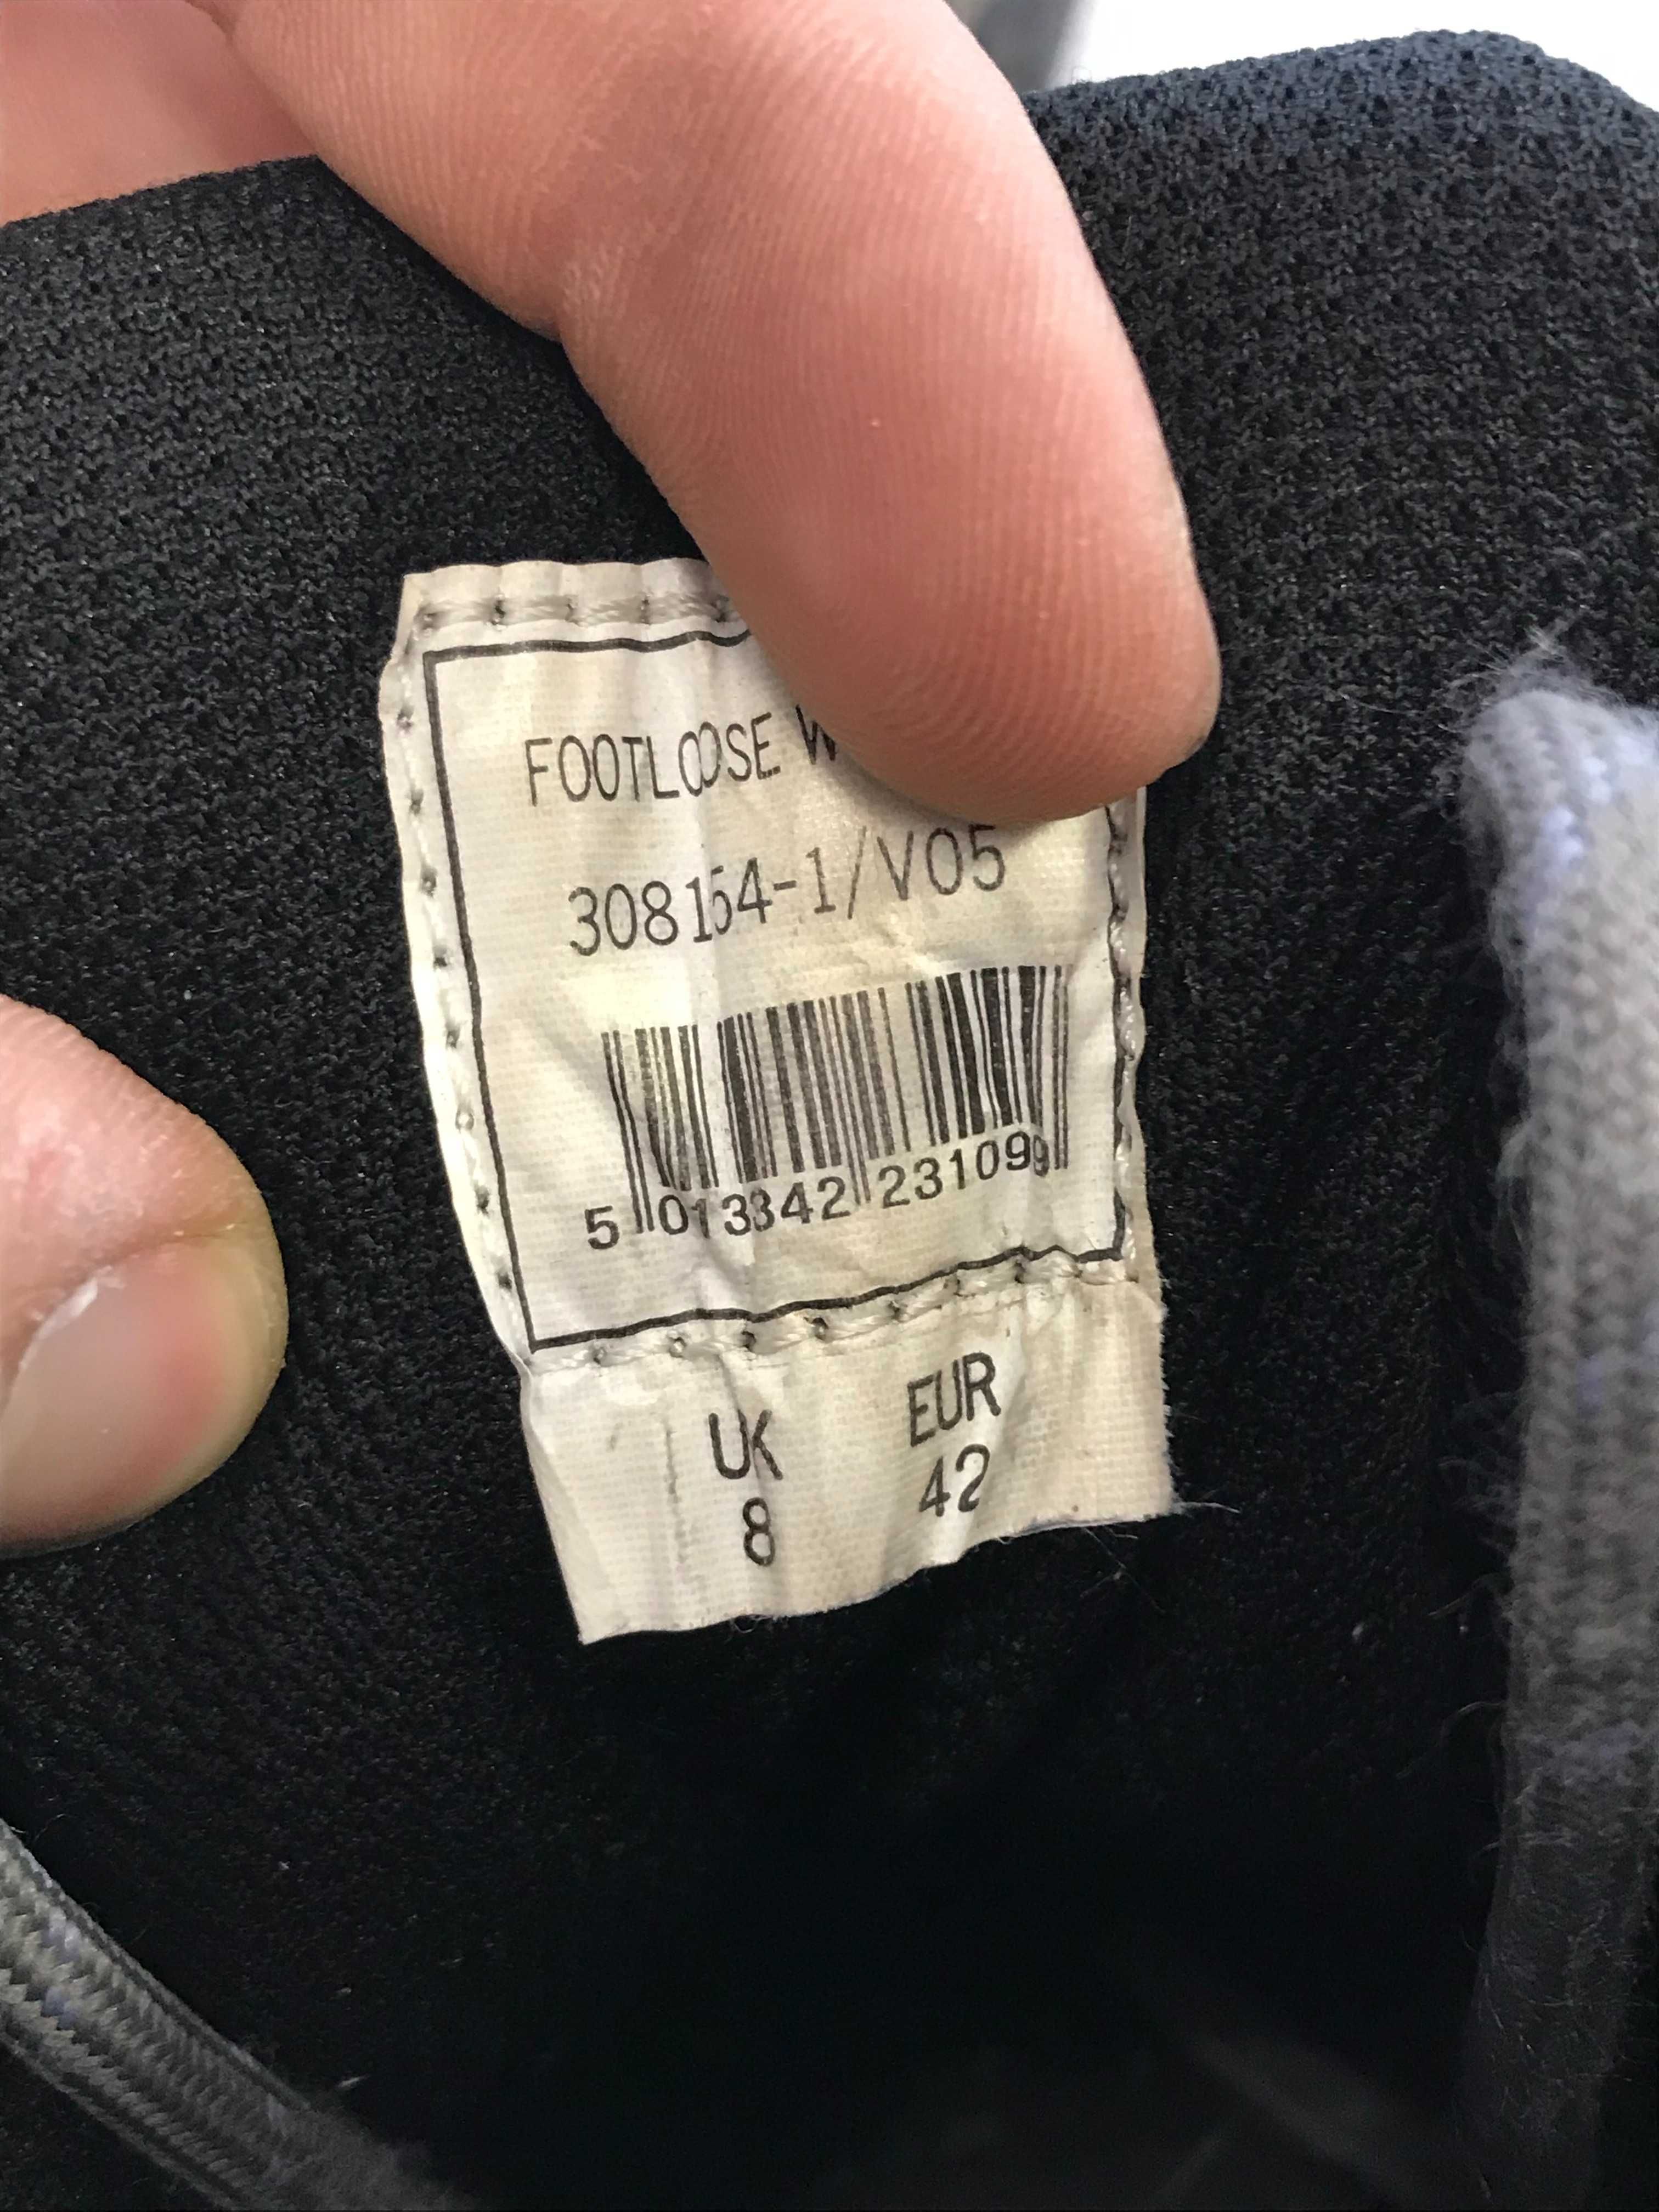 FOOTLOOSE
308154-1/V05
5 013342 231099
UK EUR
8 42